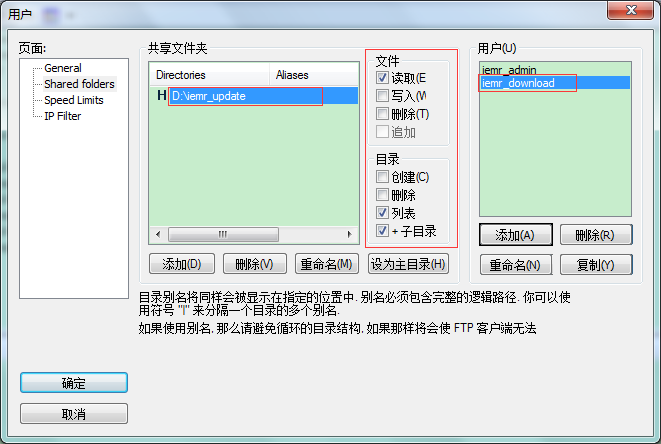 用户
页面:
General
Shared folders
Speed Limits
IP Filter
共享文件夹
Directories Aliases
H D:\iemr_update
添加(D) 删除(V) 重命名(M) 设为主目录(H)
文件
读取(E
写入(W
删除(T)
追加
目录
创建(C)
删除
列表
+ 子目录
用户(U)
iemr_admin
iemr_download
添加(A) 删除(R)
重命名(N) 复制(Y)
目录别名将同样会被显示在指定的位置中. 别名必须包含完整的逻辑路径. 你可以使
用符号 "|" 来分隔一个目录的多个别名.
如果使用别名, 那么请避免循环的目录结构, 如果那样将会使 FTP 客户端无法
确定
取消